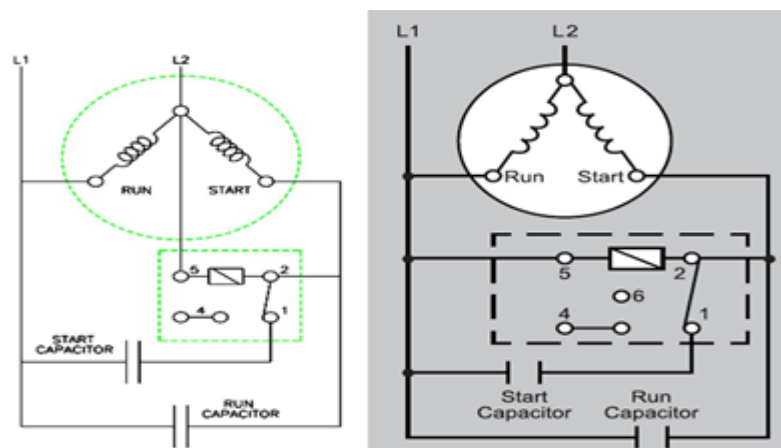 L1
L2
RUN
START
5
2
4
1
START
CAPACITOR
RUN
CAPACITOR
L1
L2
Run
Start
5
2
6
4
1
Start
Capacitor
Run
Capacitor